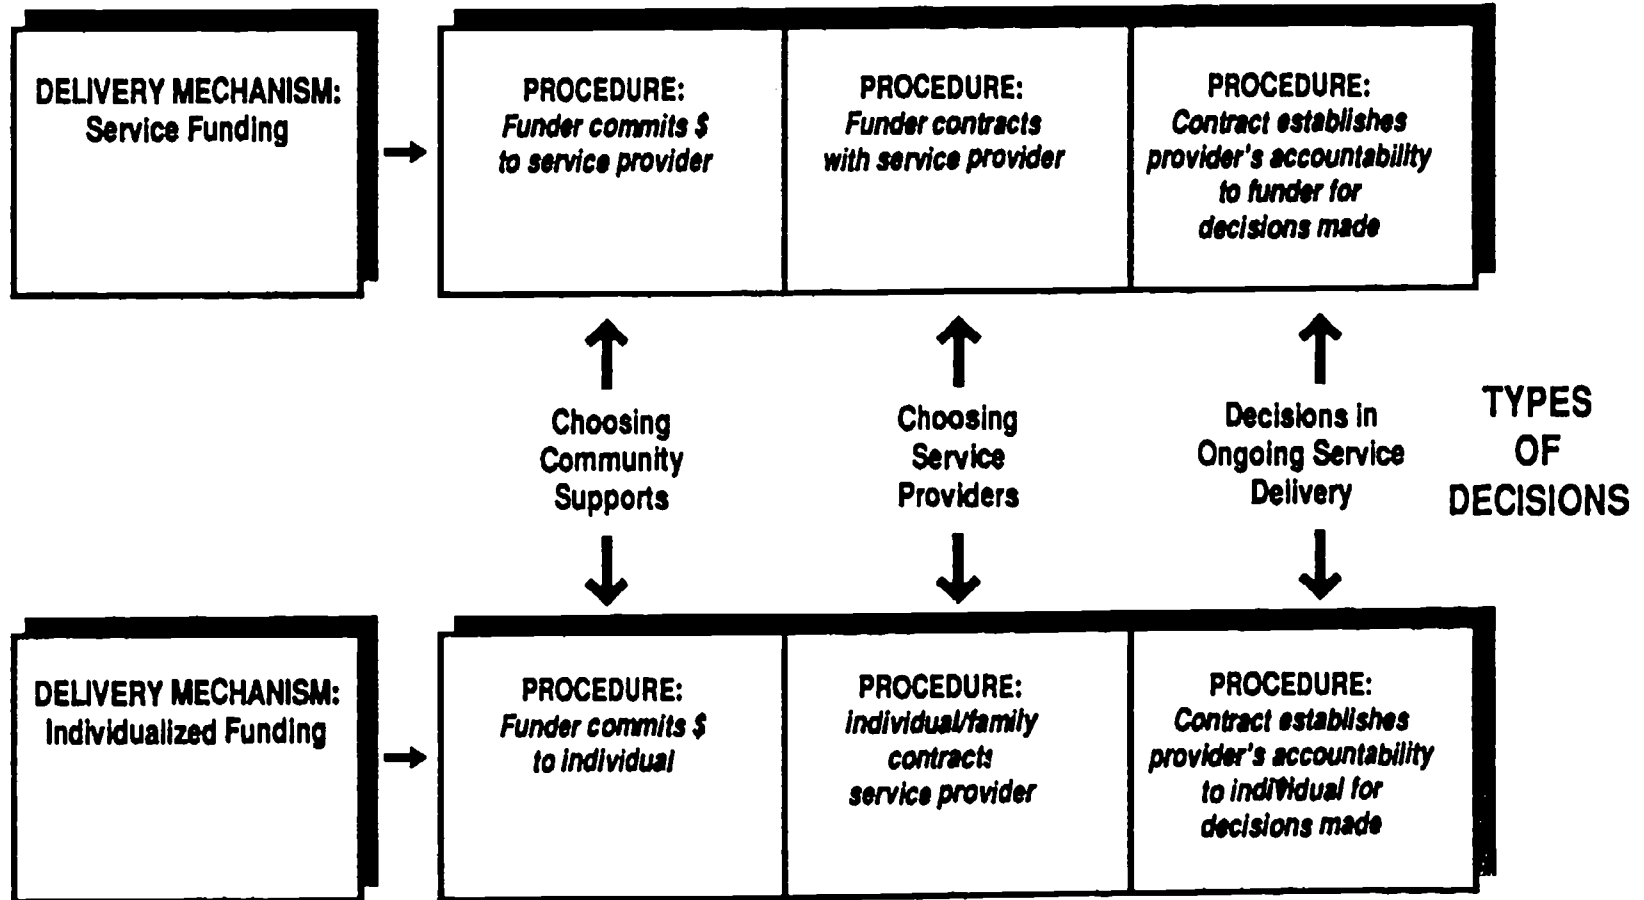 DELIVERY MECHANISM:
Service Funding
PROCEDURE:
Funder commits $
to service provider
PROCEDURE:
Funder contracts
with service provider
PROCEDURE:
Contract establishes
provider's accountability
to funder for
decisions made
Choosing
Community
Supports
Choosing
Service
Providers
Decisions in
Ongoing Service
Delivery
TYPES
OF
DECISIONS
DELIVERY MECHANISM:
Individualized Funding
PROCEDURE:
Funder commits $
to individual
PROCEDURE:
individual/family
contracts
service provider
PROCEDURE:
Contract establishes
provider's accountability
to individual for
decisions made